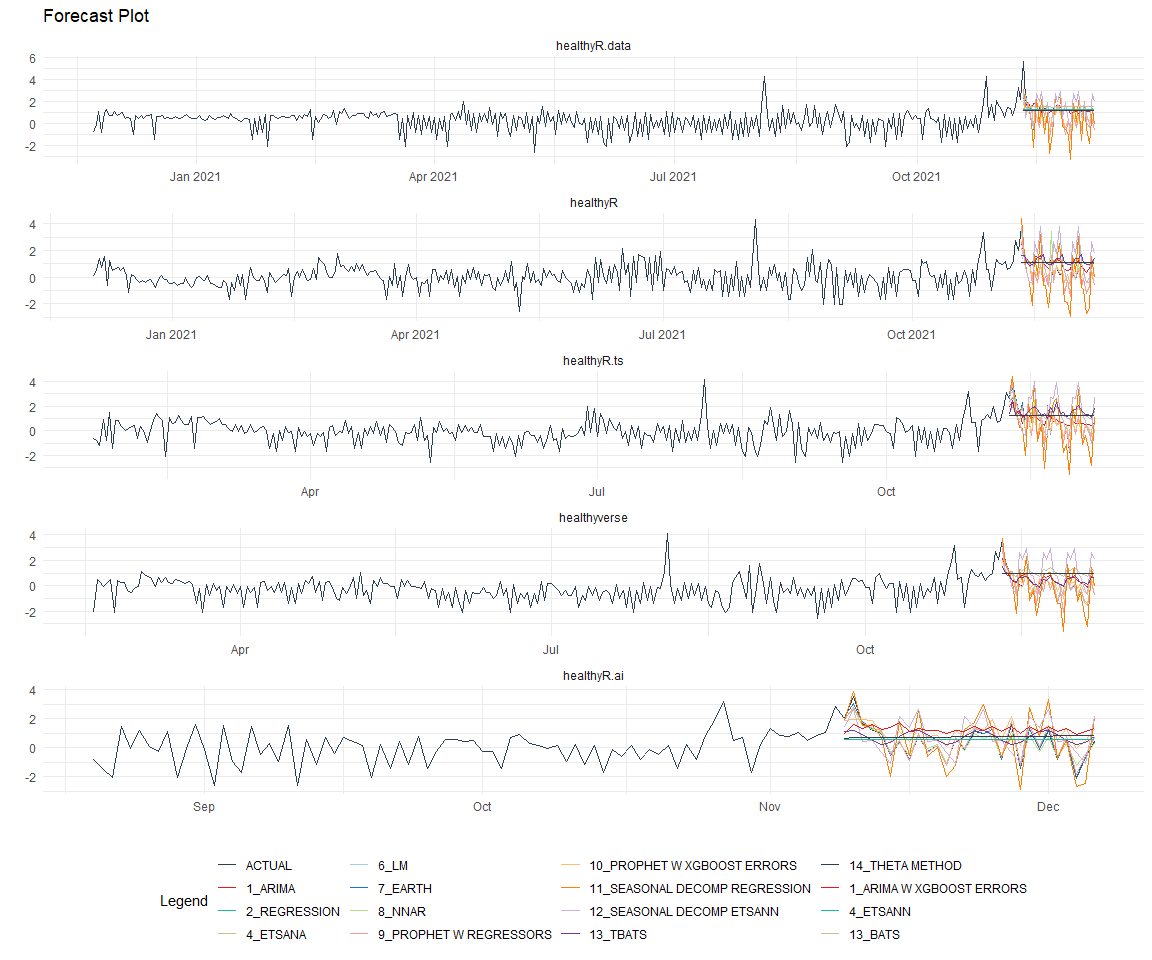 Forecast Plot
healthyR.data
6
4
2
0
-2
Jan 2021 Apr 2021 Jul 2021 Oct 2021
healthyR
4
2
0
-2
Jan 2021 Apr 2021 Jul 2021 Oct 2021
healthyR.ts
4
2
0
-2
Apr Jul Oct
healthyverse
4
2
0
-2
Apr Jul Oct
healthyR.ai
4
2
0
-2
Sep Oct Nov Dec
Legend
ACTUAL 6_LM 10_PROPHET W XGBOOST ERRORS 14_THETA METHOD
1_ARIMA 7_EARTH 11_SEASONAL DECOMP REGRESSION 1_ARIMA W XGBOOST ERRORS
2_REGRESSION 8_NNAR 12_SEASONAL DECOMP ETSANN 4_ETSANN
4_ETSANA 9_PROPHET W REGRESSORS 13_TBATS 13_BATS